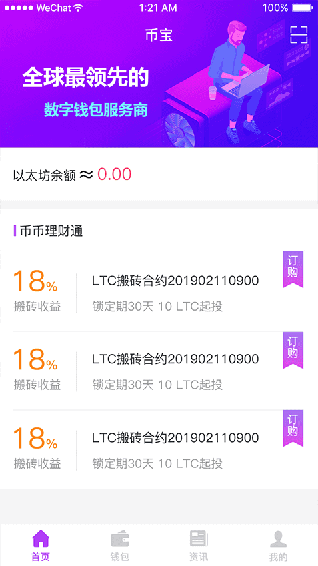 WeChat 1:21 AM 100%
币宝
全球最领先的
数字钱包服务商
以太坊余额 ≈ 0.00
币币理财通
18% LTC搬砖合约201902110900 订购
搬砖收益 锁定期30天 10 LTC起投
18% LTC搬砖合约201902110900 订购
搬砖收益 锁定期30天 10 LTC起投
18% LTC搬砖合约201902110900 订购
搬砖收益 锁定期30天 10 LTC起投
首页 钱包 资讯 我的